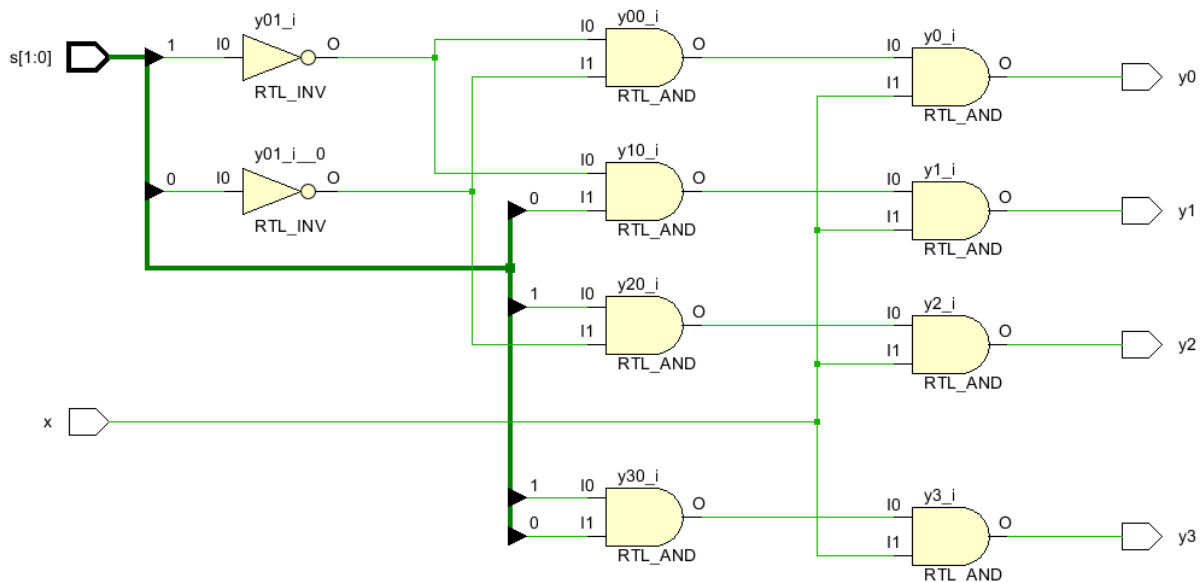 y01_i
y00_i
y0_i
s[1:0]
1
I0
O
I0
O
I0
O
y0
RTL_INV
I1
RTL_AND
I1
RTL_AND
y01_i__0
y10_i
y1_i
0
I0
O
I0
O
I0
O
y1
RTL_INV
0
I1
RTL_AND
I1
RTL_AND
y20_i
y2_i
1
I0
O
I0
O
y2
I1
RTL_AND
I1
RTL_AND
x
y30_i
y3_i
1
I0
O
I0
O
y3
0
I1
RTL_AND
I1
RTL_AND